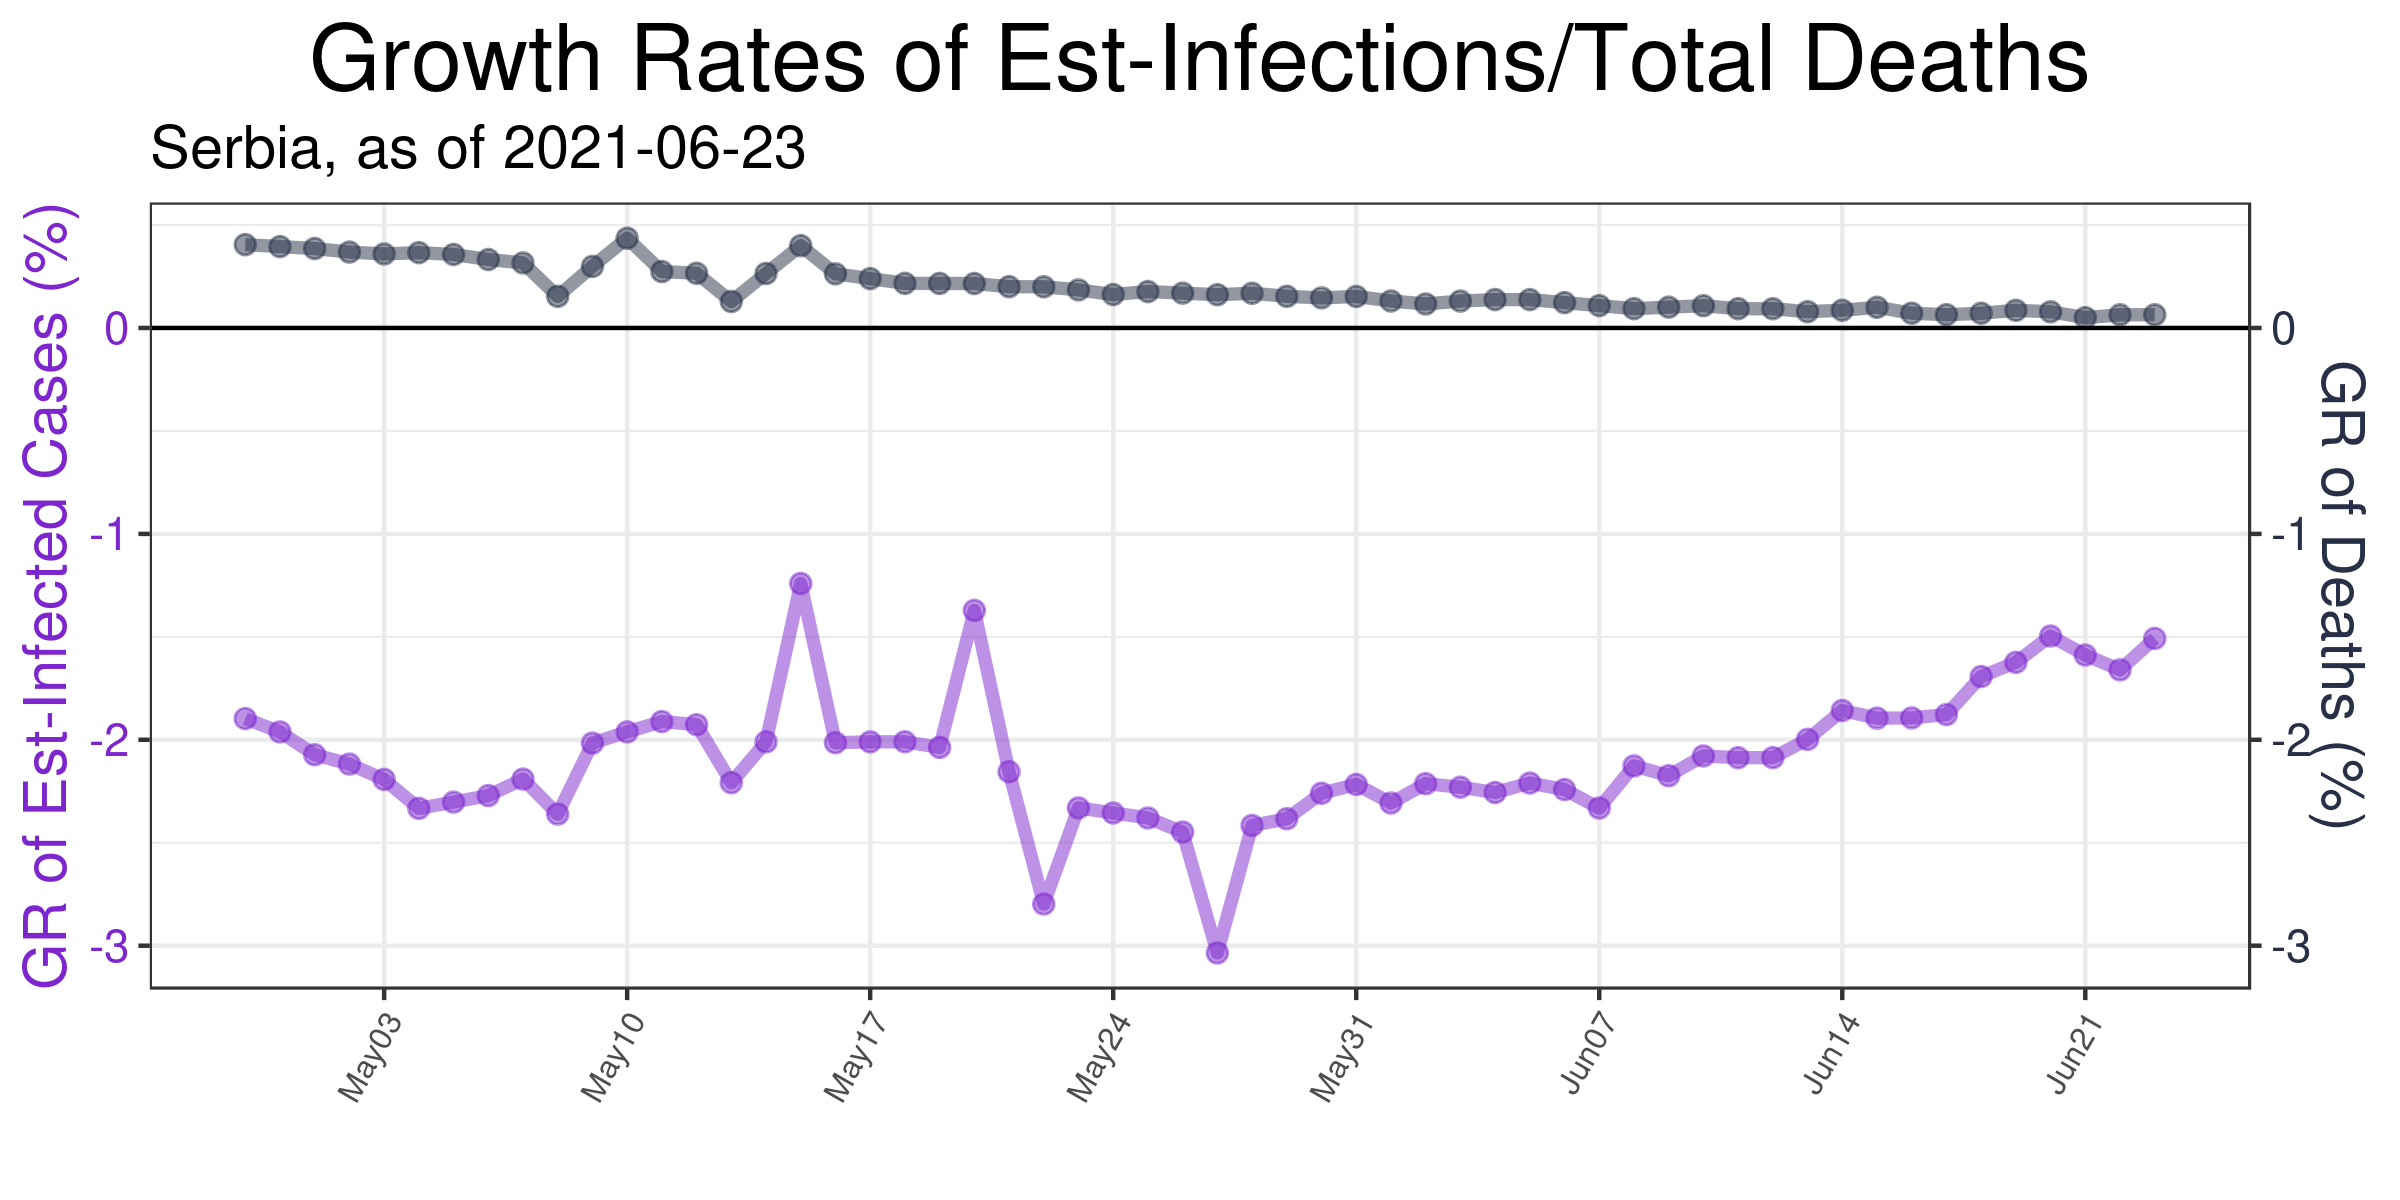 Growth Rates of Est-Infections/Total Deaths
Serbia, as of 2021-06-23
GR of Est-Infected Cases (%)
0
-1
-2
-3
0
-1
-2
-3
GR of Deaths (%)
May03
May10
May17
May24
May31
Jun07
Jun14
Jun21